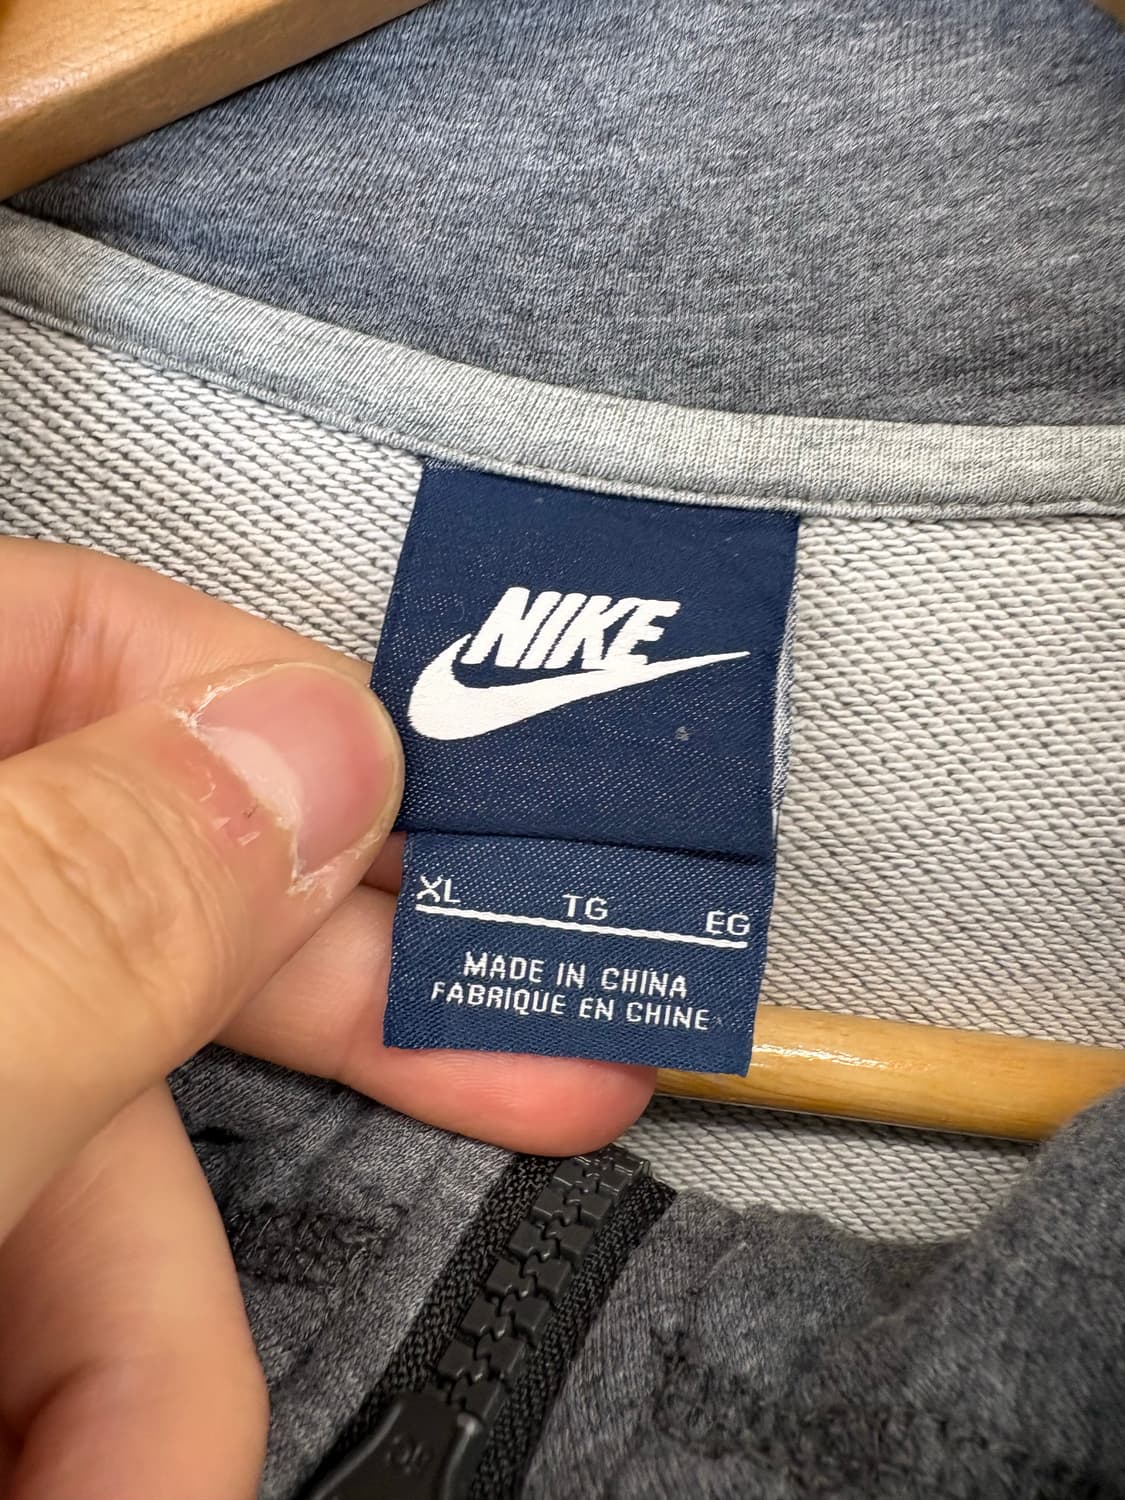 NIKE
XL TG EG
MADE IN CHINA
FABRIQUE EN CHINE